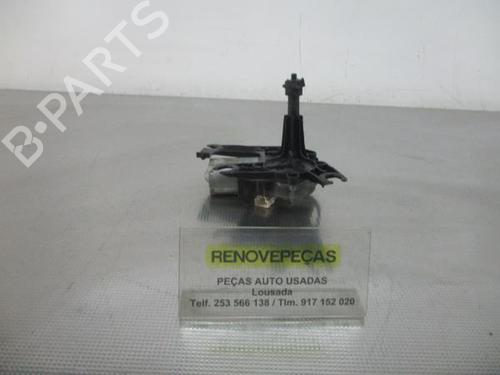 B-PARTS
RENOVEPEÇAS
PEÇAS AUTO USADAS
Lousada
Telf. 253 566 138 / Tlm. 917 152 020